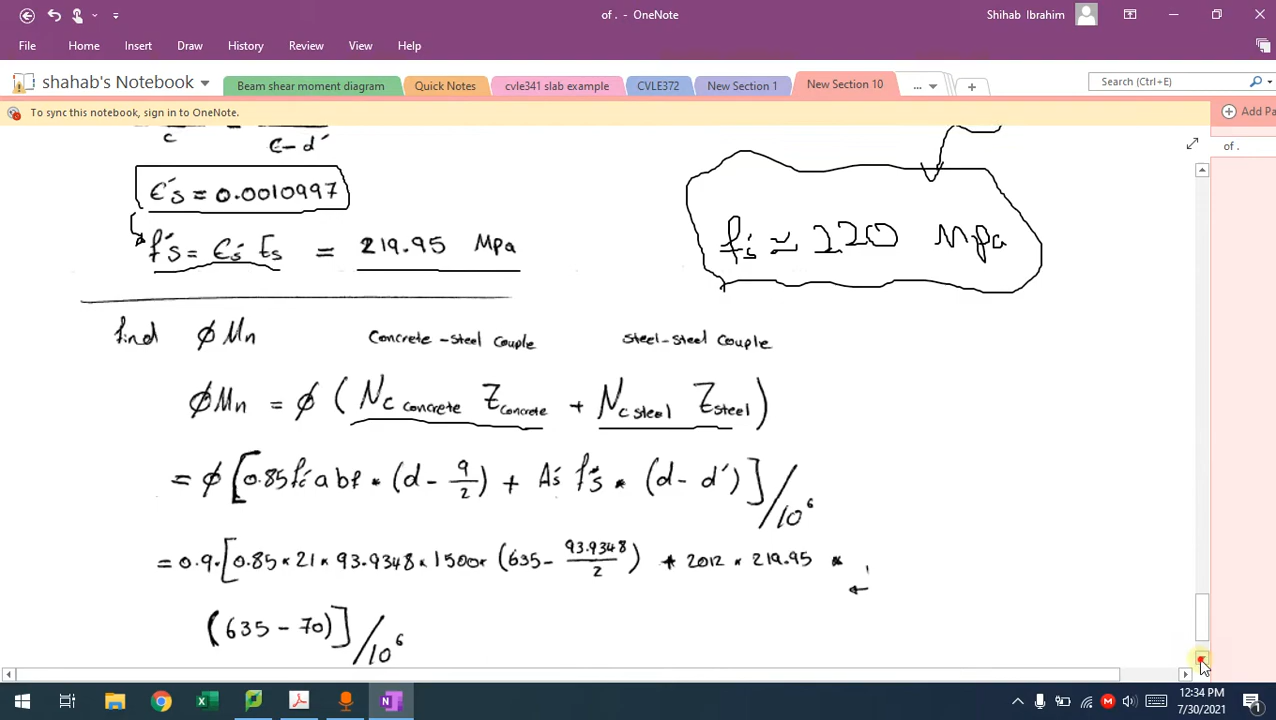 of . - OneNote
Shihab Ibrahim
File Home Insert Draw History Review View Help
shahab's Notebook
Beam shear moment diagram Quick Notes cvle341 slab example CVLE372 New Section 1 New Section 10 ...
Search (Ctrl+E)
To sync this notebook, sign in to OneNote.
Add Pa
of .
c = C - d'
Є's = 0.0010997
f's = Є's Es = 219.95 Mpa
f's ≈ 220 Mpa
find φMn concrete-steel couple steel-steel couple
φMn = φ ( Nc concrete Zconcrete + Nc steel Zsteel )
= φ [ 0.85 f'c a bf * (d - a/2) + A's f's * (d - d') ] / 10⁶
= 0.9 * [ 0.85 * 21 * 93.9348 * 1500 * (635 - 93.9348/2) + 2012 * 219.95 *
(635 - 70) ] / 10⁶
12:34 PM
7/30/2021